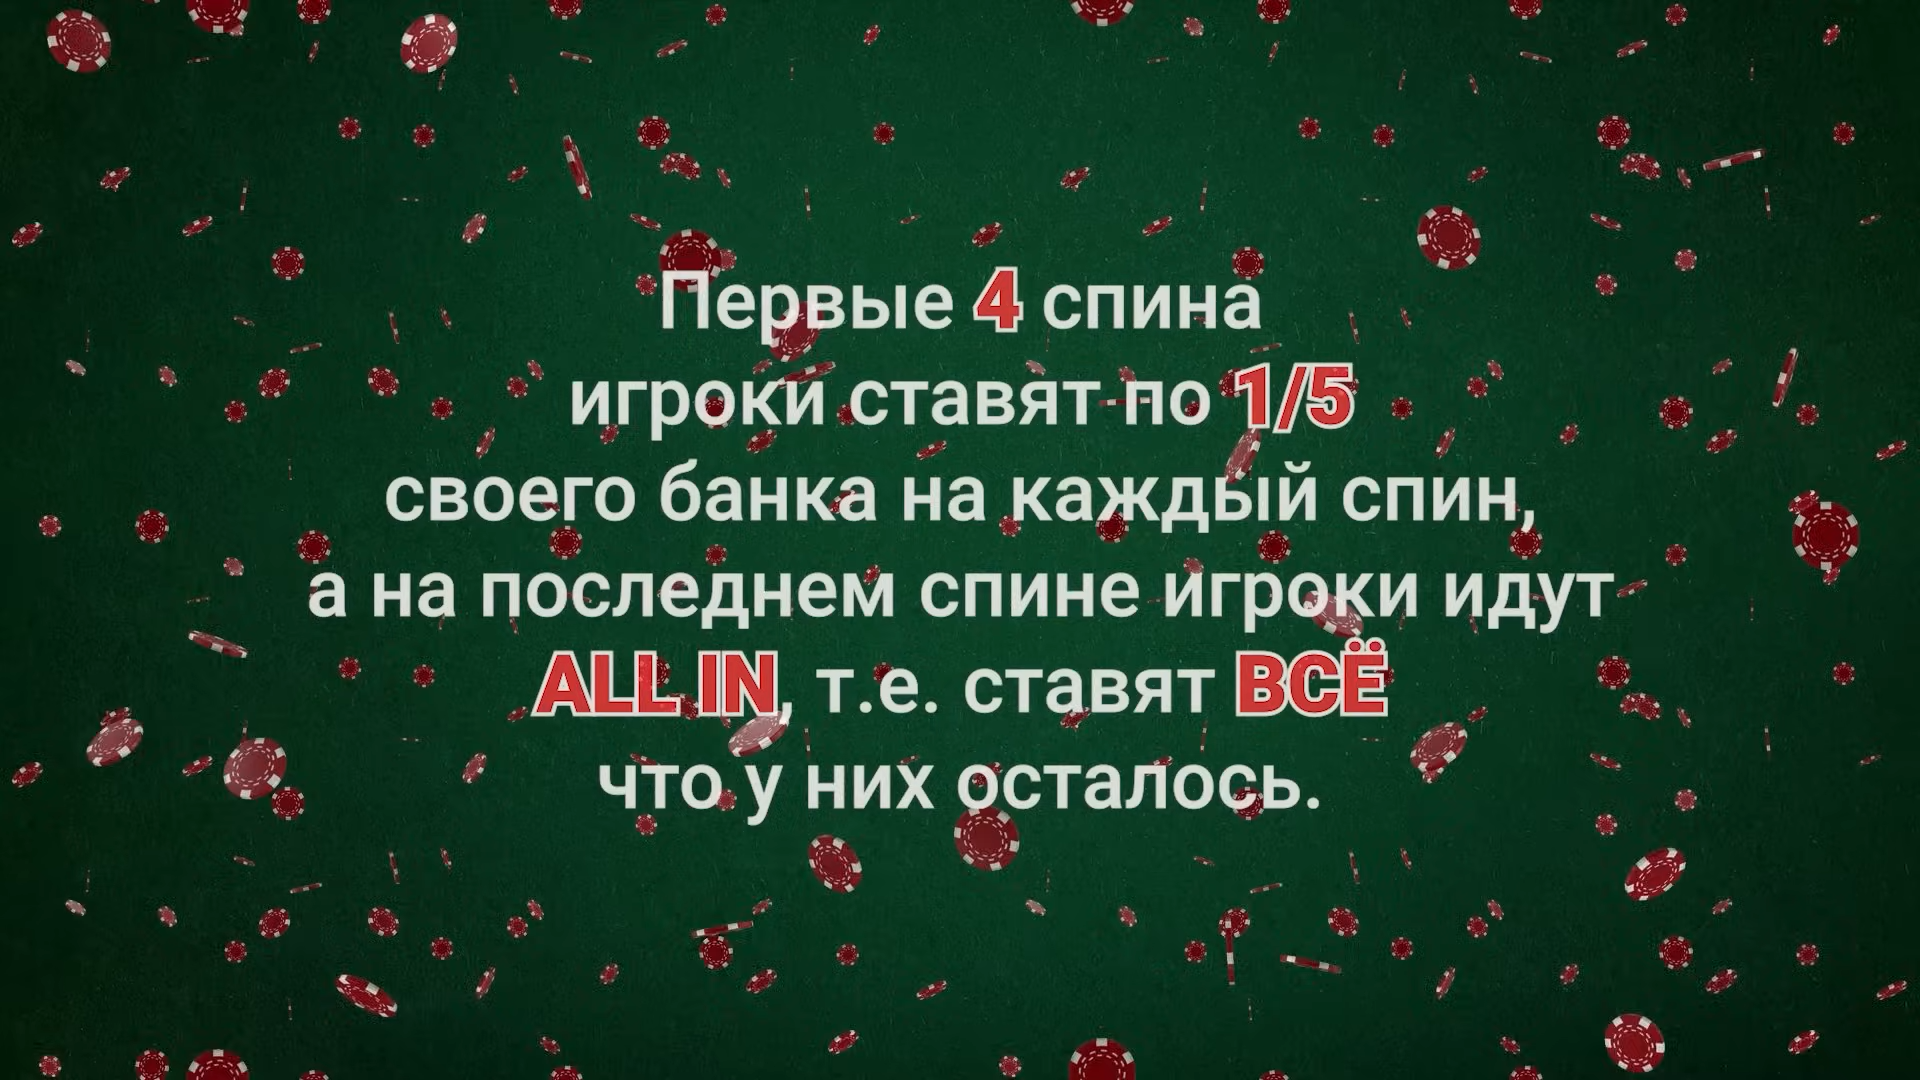 Первые 4 спина
игроки ставят по 1/5
своего банка на каждый спин,
а на последнем спине игроки идут
ALL IN, т.е. ставят ВСЁ
что у них осталось.